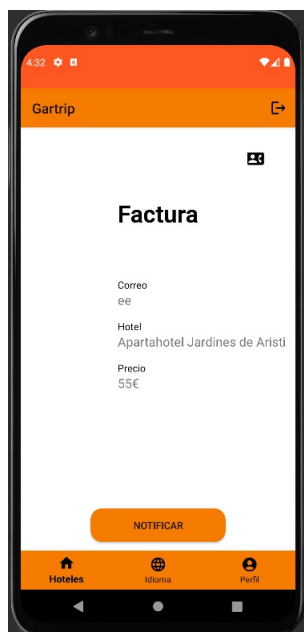 4:32
Gartrip
Factura
Correo
ee
Hotel
Apartahotel Jardines de Aristi
Precio
55€
NOTIFICAR
Hoteles Idioma Perfil